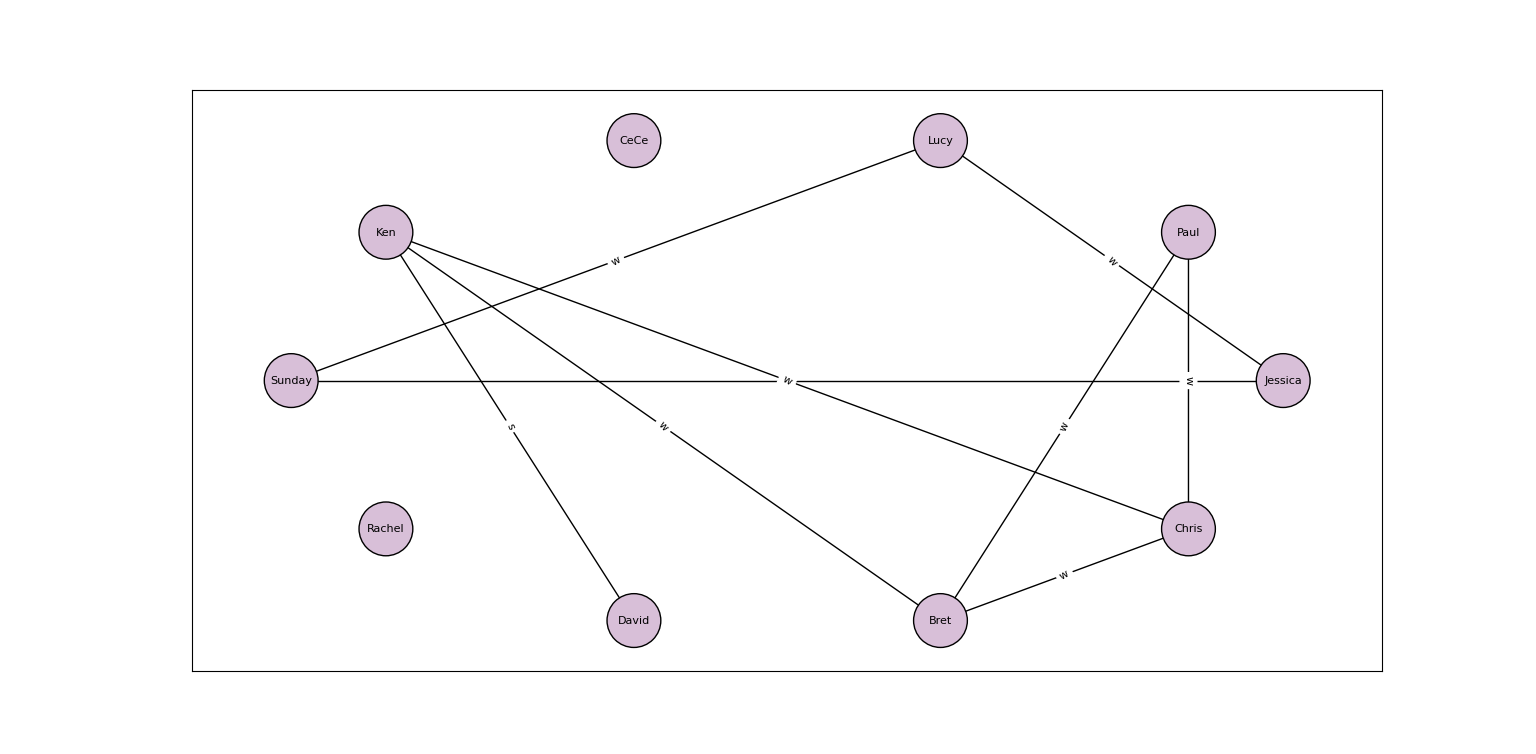 CeCe
Lucy
Ken
Paul
w
w
Sunday
w
w
Jessica
s
w
w
Rachel
Chris
w
David
Bret